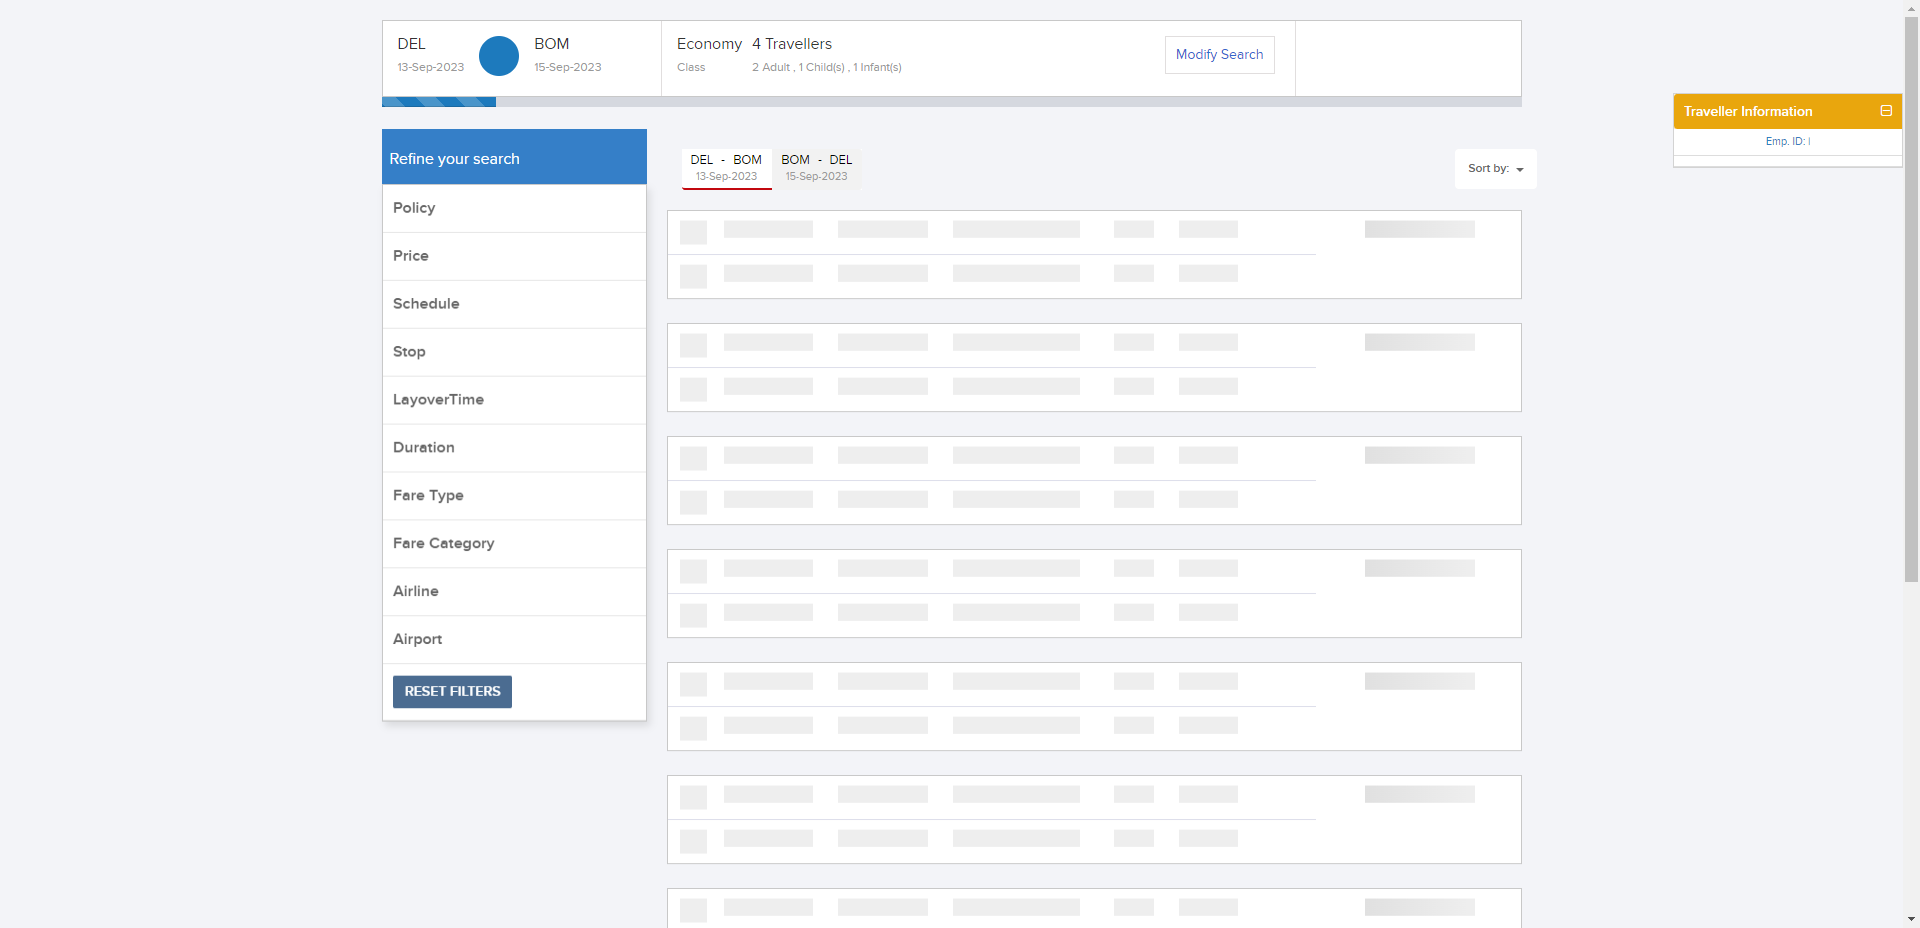 DEL
13-Sep-2023
BOM
15-Sep-2023
Economy
Class
4 Travellers
2 Adult , 1 Child(s) , 1 Infant(s)
Modify Search
Traveller Information
Emp. ID: |
Refine your search
Policy
Price
Schedule
Stop
LayoverTime
Duration
Fare Type
Fare Category
Airline
Airport
RESET FILTERS
DEL - BOM
13-Sep-2023
BOM - DEL
15-Sep-2023
Sort by: